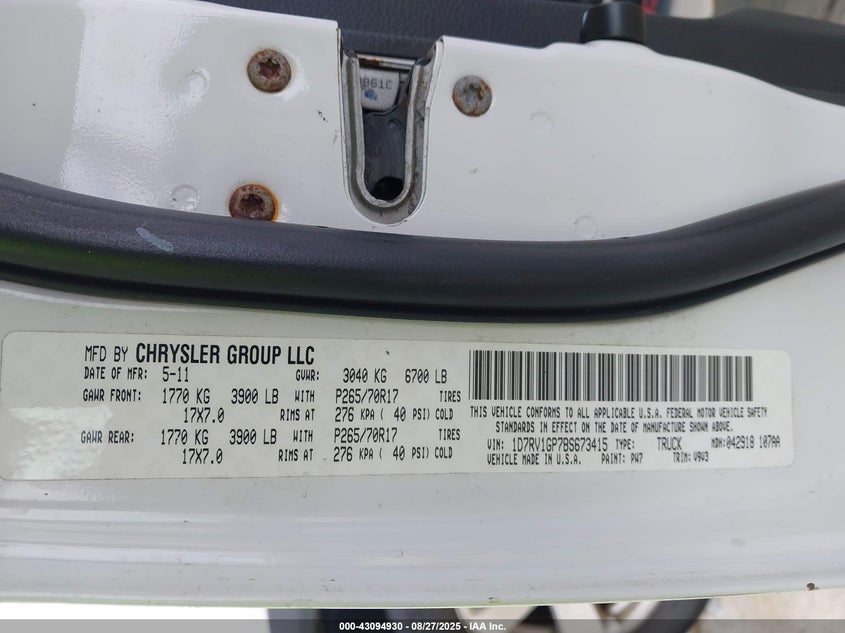 861C
MFD BY CHRYSLER GROUP LLC
DATE OF MFR: 5-11 GVWR: 3040 KG 6700 LB
GAWR FRONT: 1770 KG 3900 LB WITH P265/70R17 TIRES
17X7.0 RIMS AT 276 KPA ( 40 PSI) COLD
GAWR REAR: 1770 KG 3900 LB WITH P265/70R17 TIRES
17X7.0 RIMS AT 276 KPA ( 40 PSI) COLD
THIS VEHICLE CONFORMS TO ALL APPLICABLE U.S.A. FEDERAL MOTOR VEHICLE SAFETY
STANDARDS IN EFFECT ON THE DATE OF MANUFACTURE SHOWN ABOVE.
VIN: 1D7RV1GP7BS673415 TYPE: TRUCK MDH: 042918 107AA
VEHICLE MADE IN U.S.A. PAINT: PW7 TRIM: V9V3
000-43094930 - 08/27/2025 - IAA Inc.